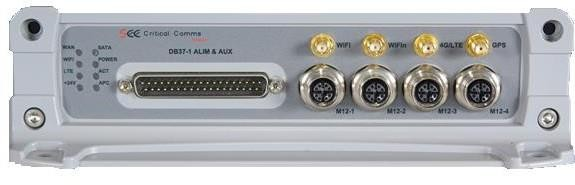 SCC Critical Comms
WAN SATA
WIFI POWER
LTE ACT
+24V APC
DB37-1 ALIM & AUX
WIFI WIFIn 4G/LTE GPS
M12-1 M12-2 M12-3 M12-4